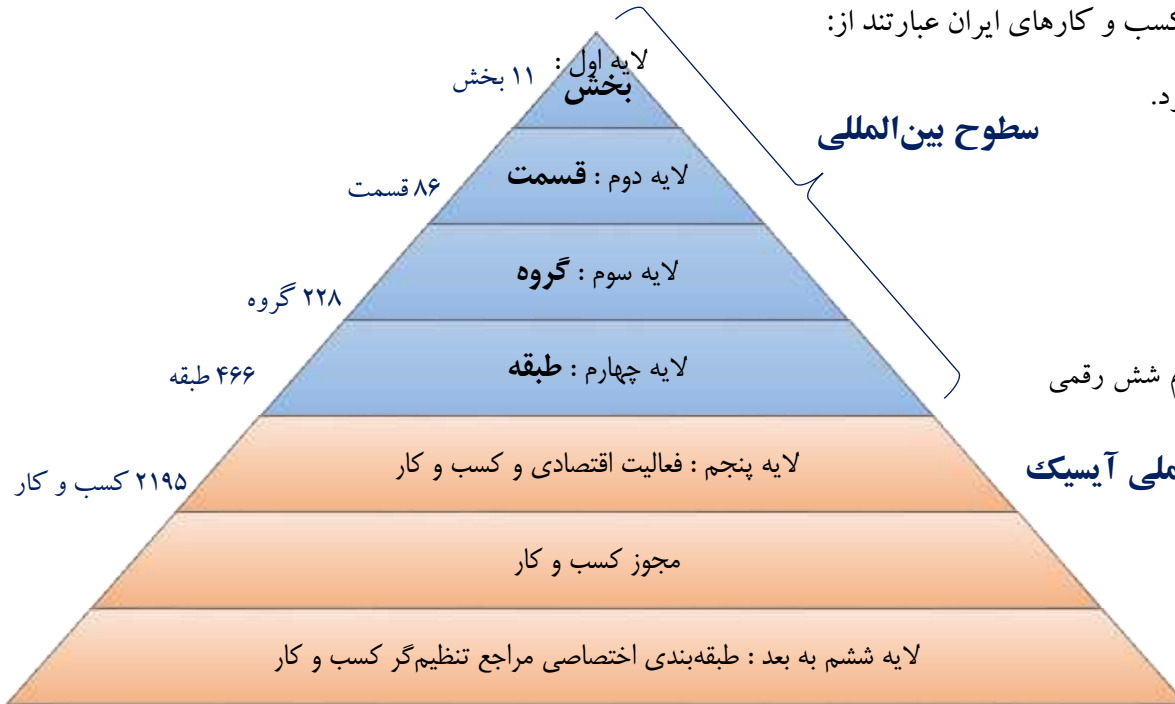 کسب و کارهای ایران عبارتند از:
لایه اول :
بخش
۱۱ بخش
سطوح بین‌المللی
لایه دوم : قسمت
۸۶ قسمت
لایه سوم : گروه
۲۲۸ گروه
لایه چهارم : طبقه
۴۶۶ طبقه
شش رقمی
لایه پنجم : فعالیت اقتصادی و کسب و کار
ملی آیسیک
۲۱۹۵ کسب و کار
مجوز کسب و کار
لایه ششم به بعد : طبقه‌بندی اختصاصی مراجع تنظیم‌گر کسب و کار